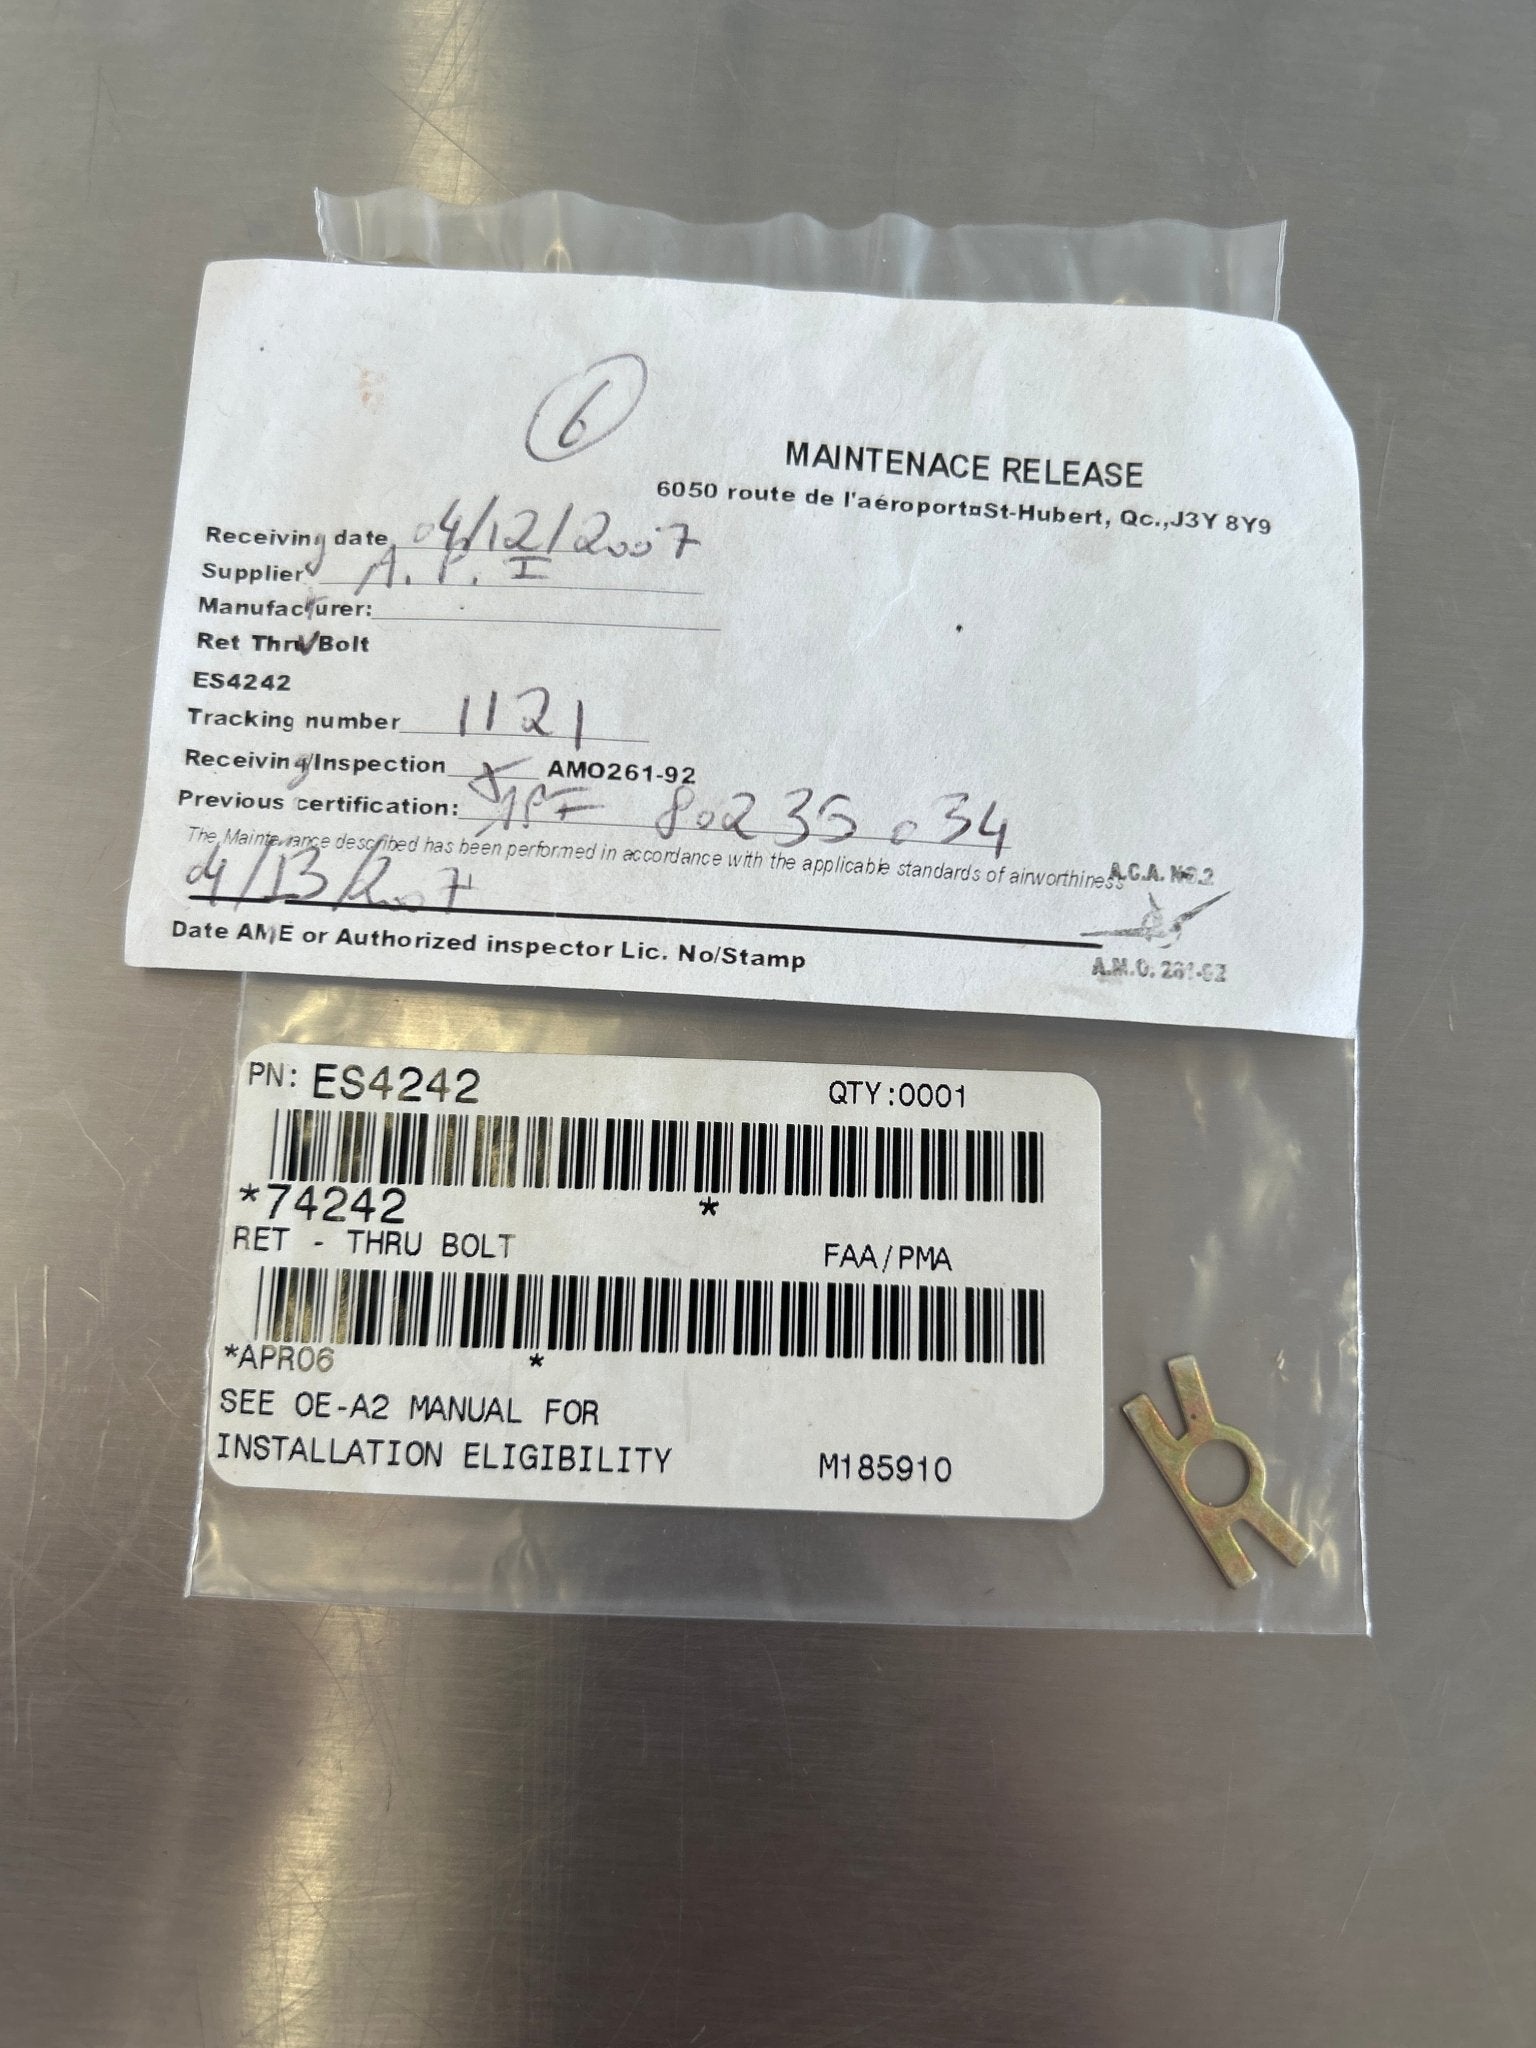 6
MAINTENACE RELEASE
6050 route de l'aéroport¤St-Hubert, Qc.,J3Y 8Y9
Receiving date 04/12/2007
Supplier A. P. I
Manufacturer:
Ret Thru Bolt
ES4242
Tracking number 1121
Receiving/Inspection AMO261-92
Previous certification: 80235034
The Maintenance described has been performed in accordance with the applicable standards of airworthiness
A.C.A. NO.2
04/13/2007
Date AME or Authorized inspector Lic. No/Stamp
A.M.O. 261-92
PN: ES4242 QTY:0001
*74242 *
RET - THRU BOLT FAA/PMA
*APR06 *
SEE OE-A2 MANUAL FOR
INSTALLATION ELIGIBILITY M185910